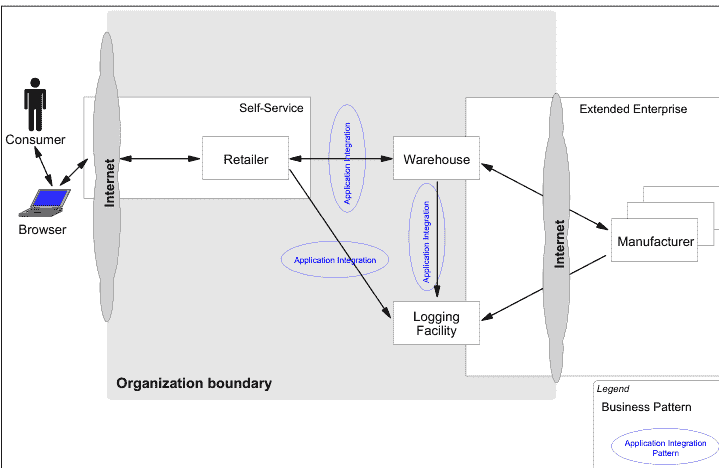 Self-Service
Extended Enterprise
Consumer
Internet
Retailer
Application Integration
Warehouse
Browser
Application Integration
Internet
Manufacturer
Application Integration
Logging
Facility
Organization boundary
Legend
Business Pattern
Application Integration
Pattern